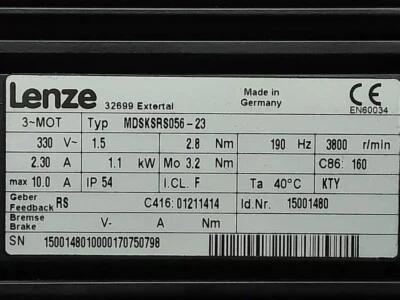 Lenze
32699 Extertal
Made in
Germany
CE
EN60034
3~MOT Typ MDSKSRS056-23
330 V~ 1.5 2.8 Nm 190 Hz 3800 r/min
2.30 A 1.1 kW Mo 3.2 Nm C86: 160
max 10.0 A IP 54 I.CL. F Ta 40°C KTY
Geber
Feedback RS C416: 01211414 Id.Nr. 15001480
Bremse
Brake V- A Nm
SN 15001480100001707507​98